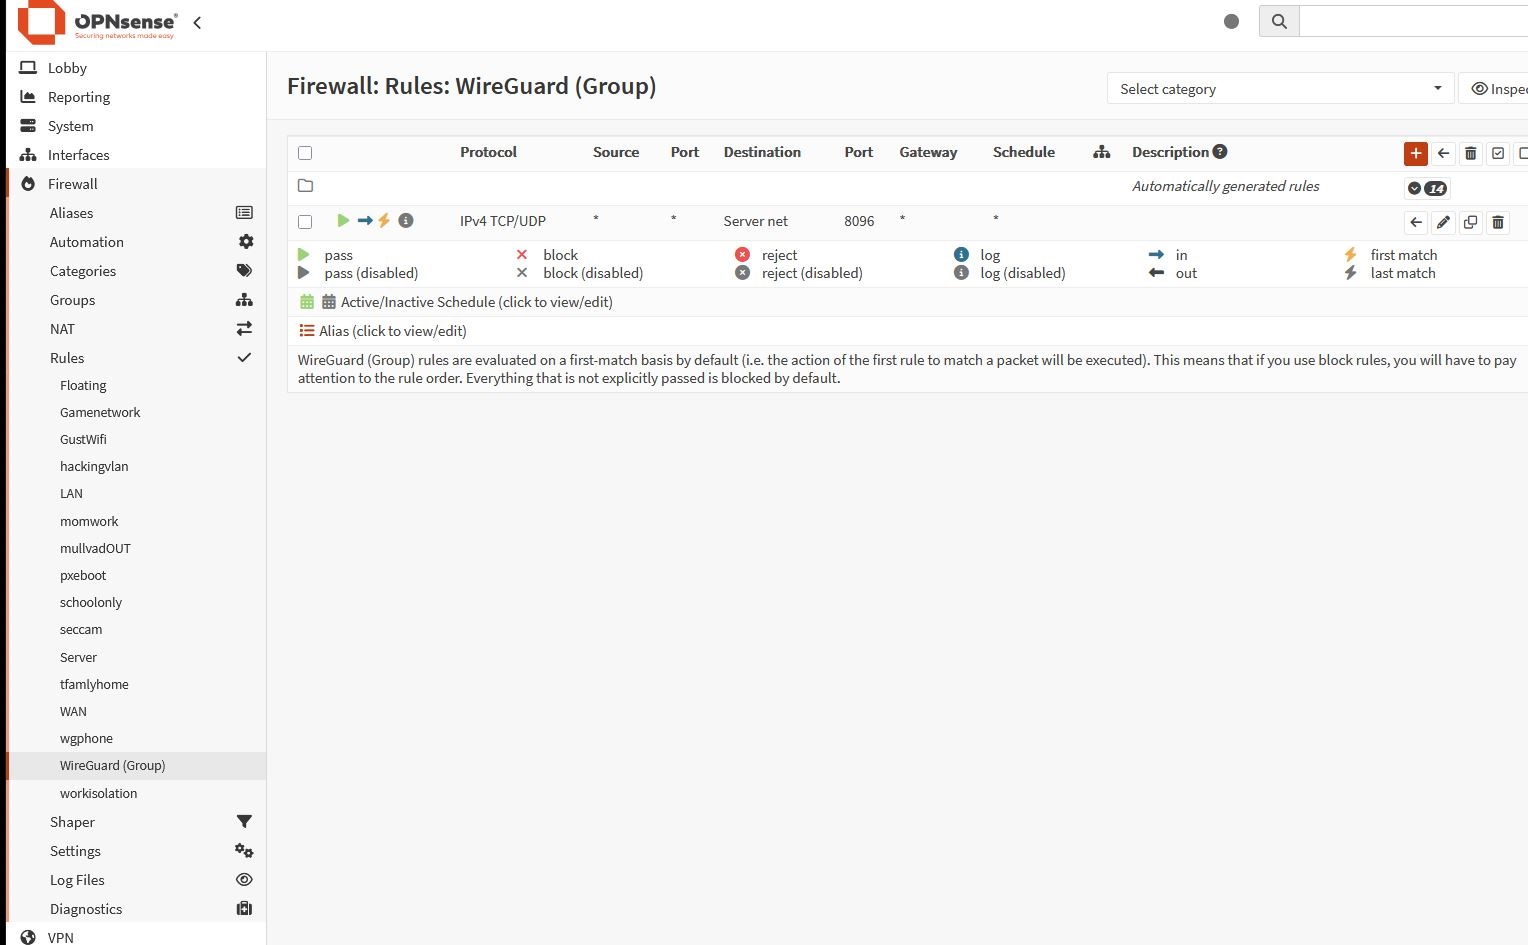 OPNsense®
Securing networks made easy
Lobby
Reporting
System
Interfaces
Firewall
Aliases
Automation
Categories
Groups
NAT
Rules
Floating
Gamenetwork
GustWifi
hackingvlan
LAN
momwork
mullvadOUT
pxeboot
schoolonly
seccam
Server
tfamlyhome
WAN
wgphone
WireGuard (Group)
workisolation
Shaper
Settings
Log Files
Diagnostics
VPN
Firewall: Rules: WireGuard (Group)
Select category
Inspec
Protocol Source Port Destination Port Gateway Schedule Description
Automatically generated rules 14
IPv4 TCP/UDP * * Server net 8096 * *
pass block reject log in first match
pass (disabled) block (disabled) reject (disabled) log (disabled) out last match
Active/Inactive Schedule (click to view/edit)
Alias (click to view/edit)
WireGuard (Group) rules are evaluated on a first-match basis by default (i.e. the action of the first rule to match a packet will be executed). This means that if you use block rules, you will have to pay
attention to the rule order. Everything that is not explicitly passed is blocked by default.